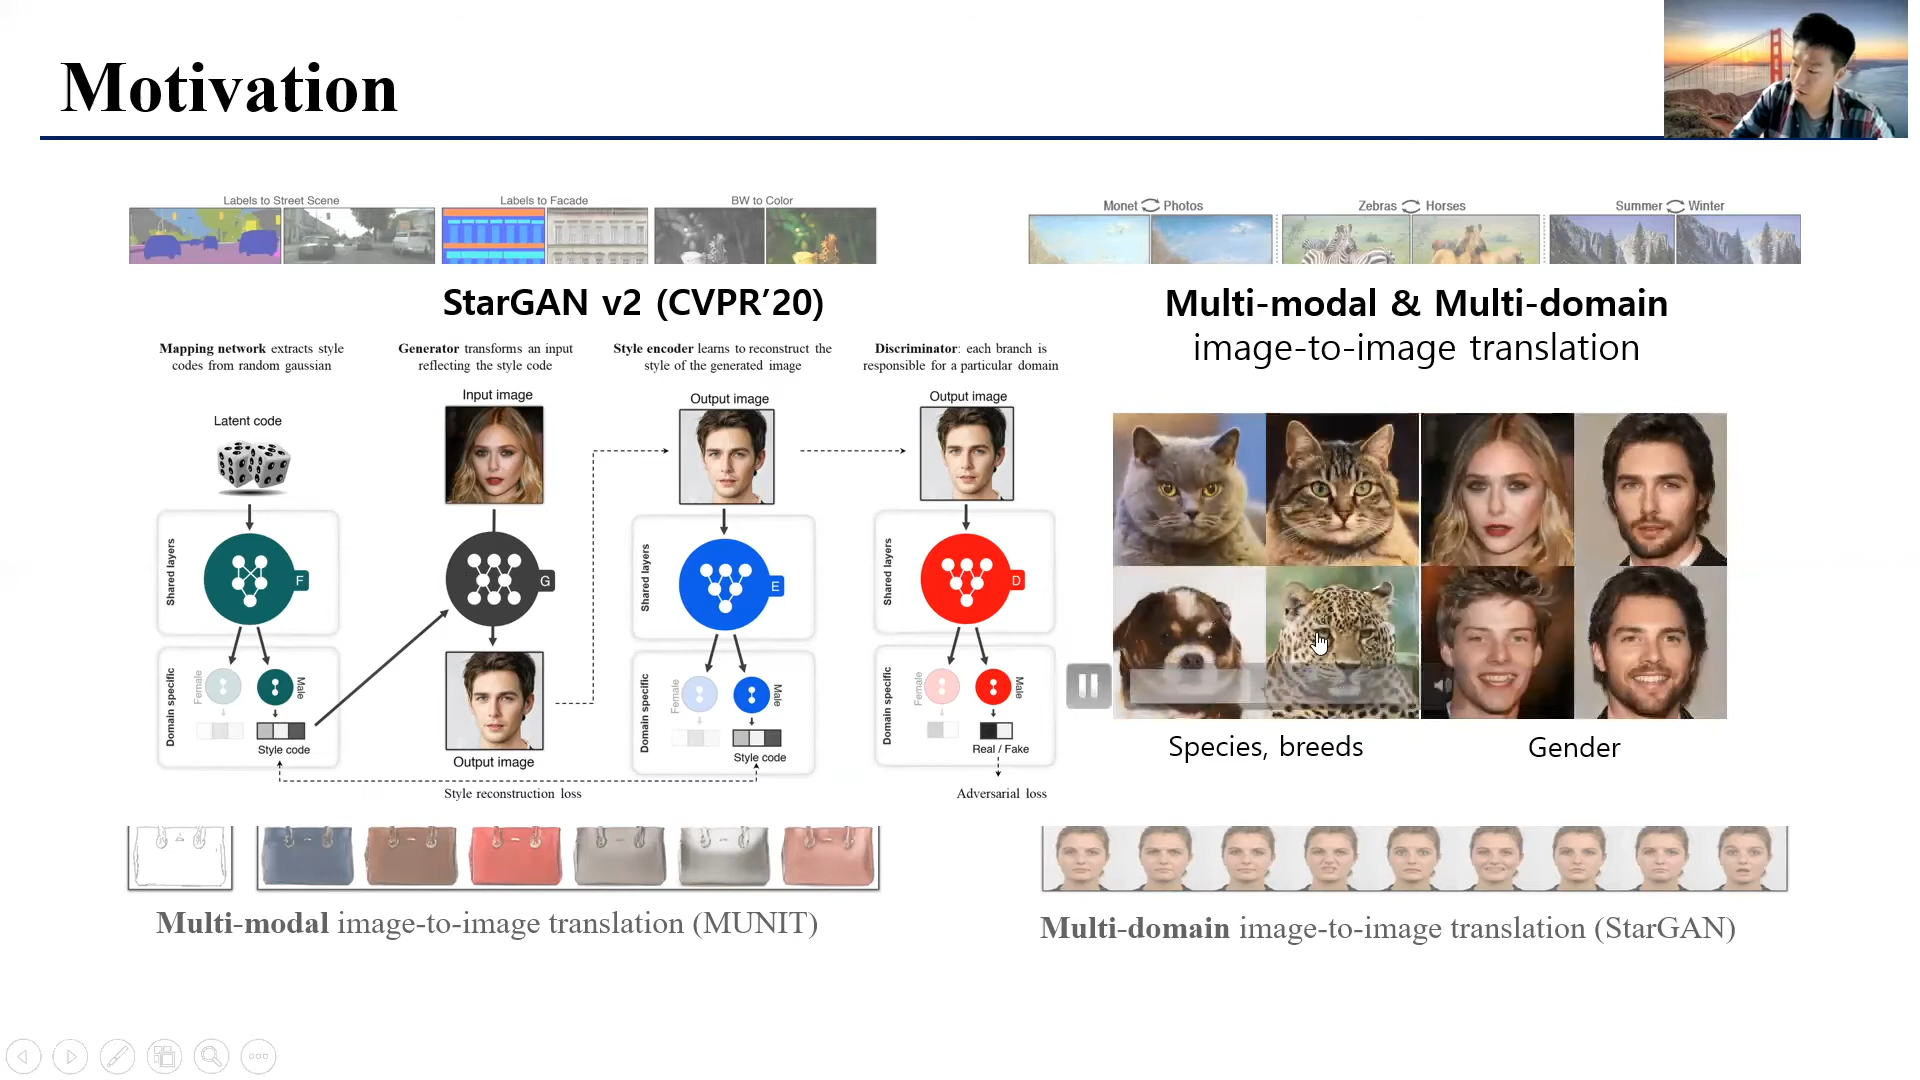 Motivation
Labels to Street Scene
Labels to Facade
BW to Color
Monet Photos
Zebras Horses
Summer Winter
StarGAN v2 (CVPR’20)
Multi-modal & Multi-domain
image-to-image translation
Mapping network extracts style
codes from random gaussian
Generator transforms an input
reflecting the style code
Style encoder learns to reconstruct the
style of the generated image
Discriminator: each branch is
responsible for a particular domain
Latent code
Input image
Output image
Output image
Shared layers
F
G
Shared layers
E
Shared layers
D
Domain specific
Female
Male
Style code
Output image
Domain specific
Female
Male
Style code
Domain specific
Female
Male
Real / Fake
Style reconstruction loss
Adversarial loss
Species, breeds
Gender
Multi-modal image-to-image translation (MUNIT)
Multi-domain image-to-image translation (StarGAN)